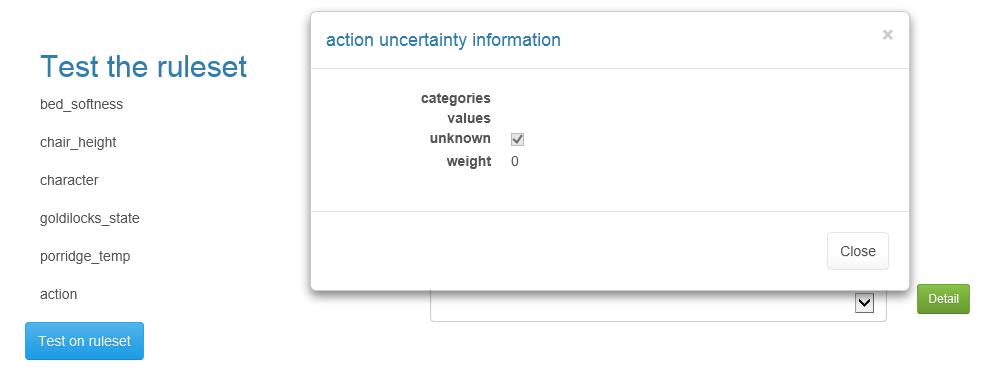 action uncertainty information
×
Test the ruleset
bed_softness
categories
values
chair_height
unknown
weight 0
character
goldilocks_state
porridge_temp
Close
action
Detail
Test on ruleset